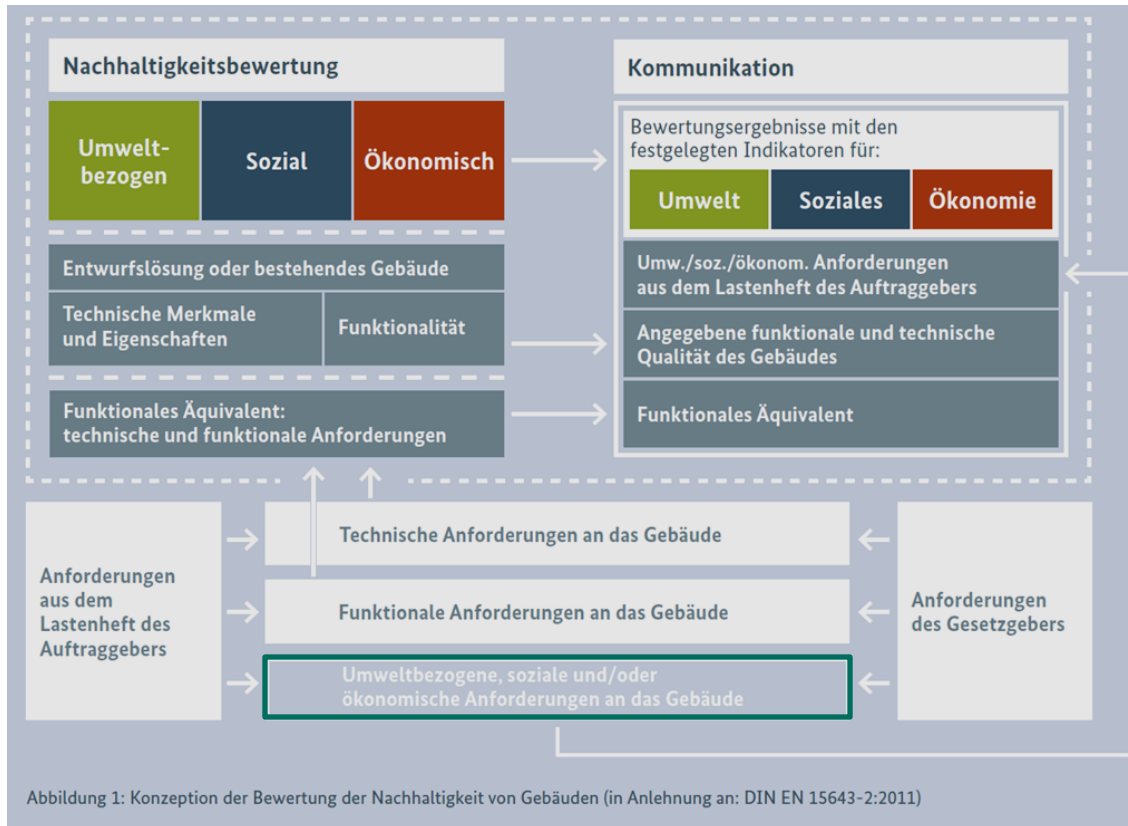 Nachhaltigkeitsbewertung
Umwelt-
bezogen
Sozial
Ökonomisch
Entwurfslösung oder bestehendes Gebäude
Technische Merkmale
und Eigenschaften
Funktionalität
Funktionales Äquivalent:
technische und funktionale Anforderungen
Kommunikation
Bewertungsergebnisse mit den
festgelegten Indikatoren für:
Umwelt
Soziales
Ökonomie
Umw./soz./ökonom. Anforderungen
aus dem Lastenheft des Auftraggebers
Angegebene funktionale und technische
Qualität des Gebäudes
Funktionales Äquivalent
Anforderungen
aus dem
Lastenheft des
Auftraggebers
Technische Anforderungen an das Gebäude
Funktionale Anforderungen an das Gebäude
Umweltbezogene, soziale und/oder
ökonomische Anforderungen an das Gebäude
Anforderungen
des Gesetzgebers
Abbildung 1: Konzeption der Bewertung der Nachhaltigkeit von Gebäuden (in Anlehnung an: DIN EN 15643-2:2011)